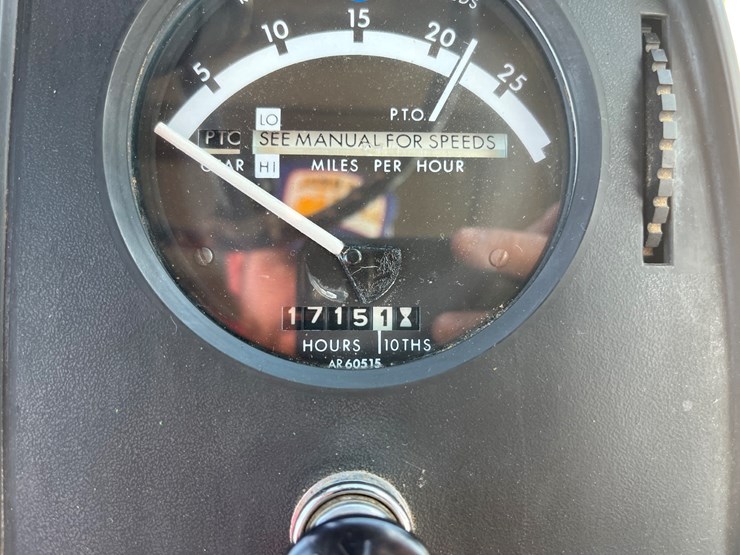 5 10 15 20 25
P.T.O.
LO
PTO SEE MANUAL FOR SPEEDS
GEAR HI MILES PER HOUR
17151
HOURS 10THS
AR60515